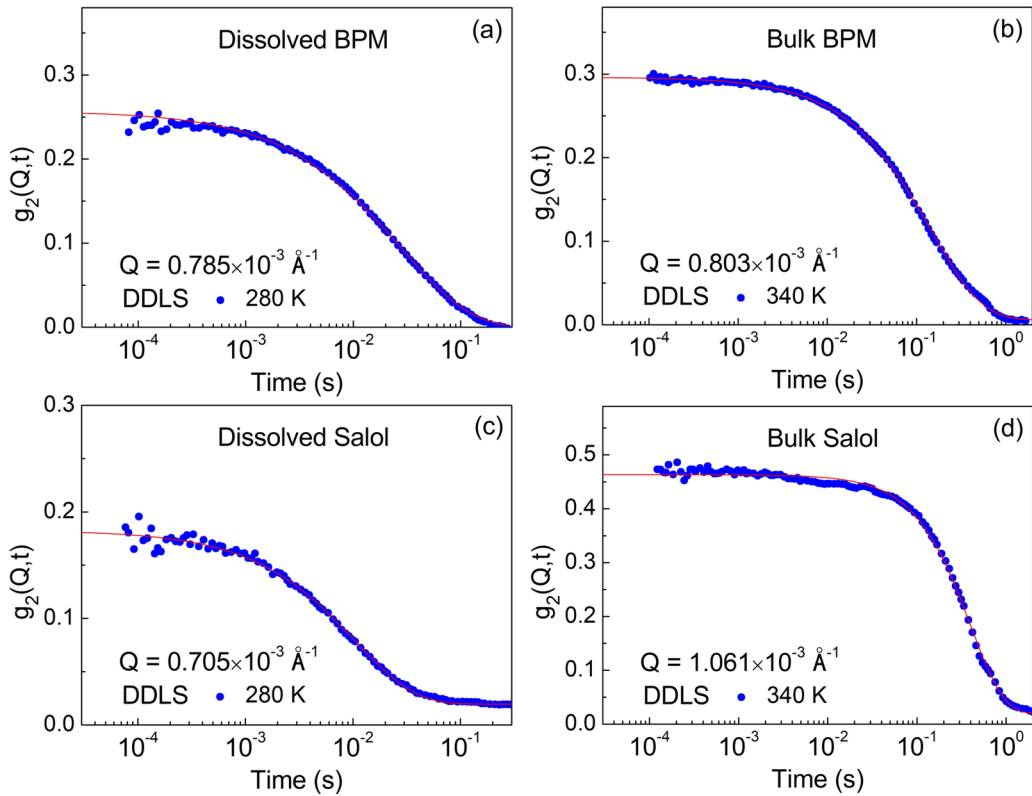 (a)
Dissolved BPM
g₂(Q,t)
0.3
0.2
0.1
0.0
Q = 0.785×10⁻³ Å⁻¹
DDLS • 280 K
10⁻⁴ 10⁻³ 10⁻² 10⁻¹
Time (s)
(b)
Bulk BPM
g₂(Q,t)
0.3
0.2
0.1
0.0
Q = 0.803×10⁻³ Å⁻¹
DDLS • 340 K
10⁻⁴ 10⁻³ 10⁻² 10⁻¹ 10⁰
Time (s)
(c)
Dissolved Salol
g₂(Q,t)
0.3
0.2
0.1
0.0
Q = 0.705×10⁻³ Å⁻¹
DDLS • 280 K
10⁻⁴ 10⁻³ 10⁻² 10⁻¹
Time (s)
(d)
Bulk Salol
g₂(Q,t)
0.5
0.4
0.3
0.2
0.1
0.0
Q = 1.061×10⁻³ Å⁻¹
DDLS • 340 K
10⁻⁴ 10⁻³ 10⁻² 10⁻¹ 10⁰
Time (s)